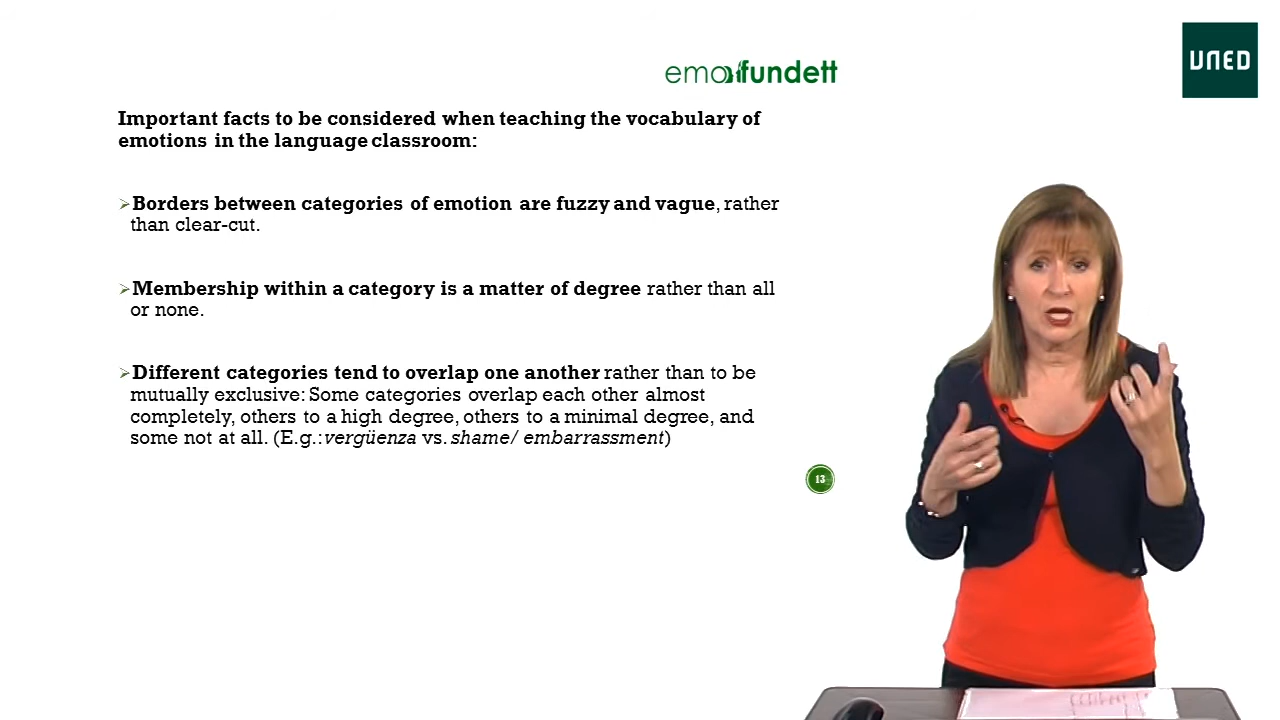 emofundett
UNED
Important facts to be considered when teaching the vocabulary of
emotions in the language classroom:
➢Borders between categories of emotion are fuzzy and vague, rather
than clear-cut.
➢Membership within a category is a matter of degree rather than all
or none.
➢Different categories tend to overlap one another rather than to be
mutually exclusive: Some categories overlap each other almost
completely, others to a high degree, others to a minimal degree, and
some not at all. (E.g.: vergüenza vs. shame/ embarrassment)
13